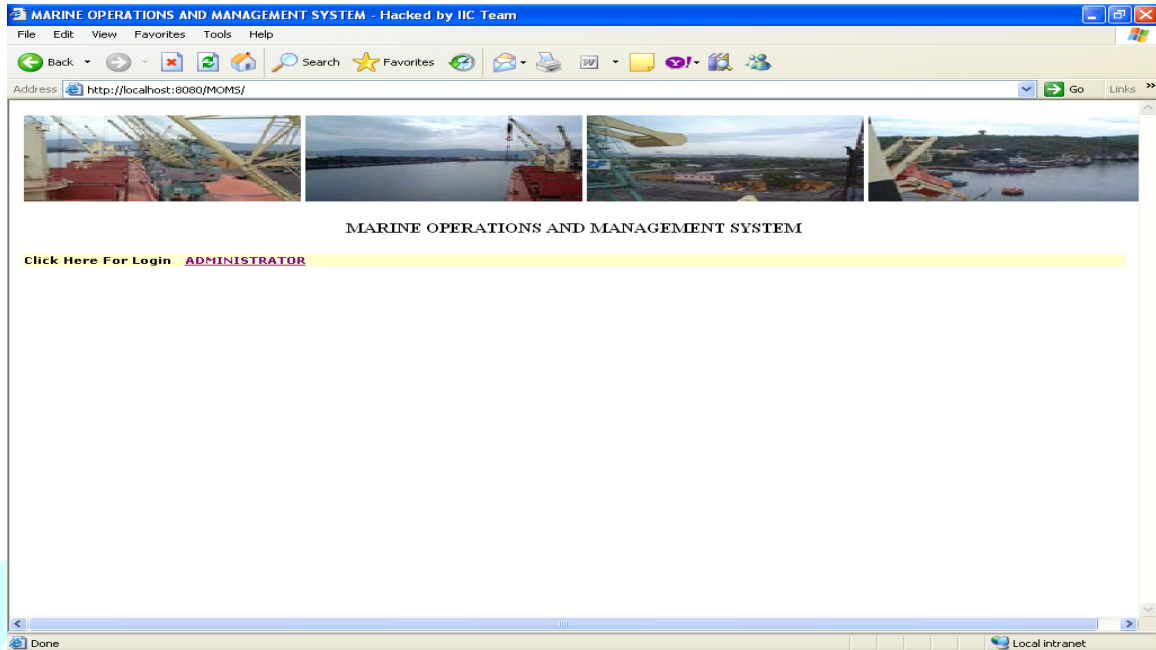 MARINE OPERATIONS AND MANAGEMENT SYSTEM - Hacked by IIC Team
File Edit View Favorites Tools Help
Back Search Favorites
Address http://localhost:8080/MOMS/ Go Links »
MARINE OPERATIONS AND MANAGEMENT SYSTEM
Click Here For Login ADMINISTRATOR
Done Local intranet